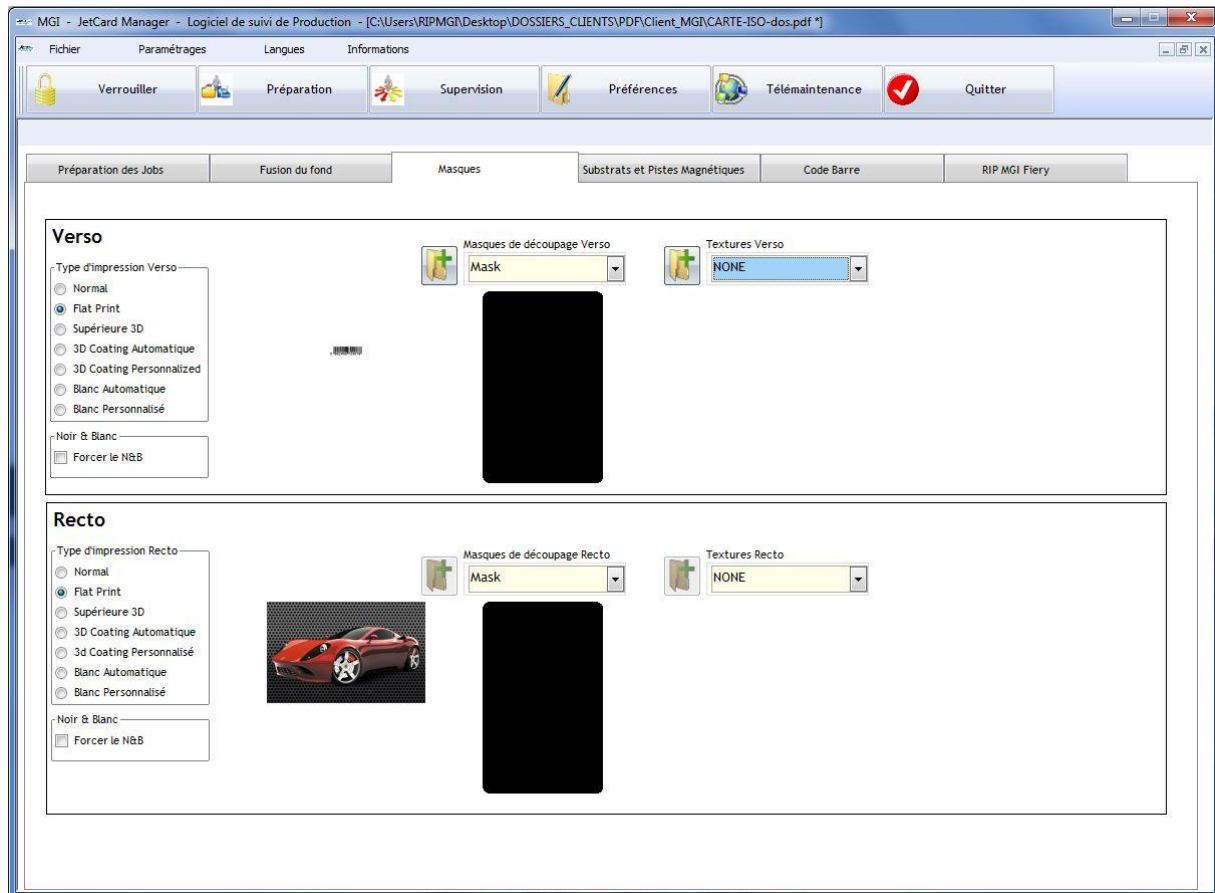 MGI - JetCard Manager - Logiciel de suivi de Production - [C:\Users\RIPMGI\Desktop\DOSSIERS_CLIENTS\PDF\Client_MGI\CARTE-ISO-dos.pdf *]
Fichier Paramétrages Langues Informations
Verrouiller Préparation Supervision Préférences Télémaintenance Quitter
Préparation des Jobs Fusion du fond Masques Substrats et Pistes Magnétiques Code Barre RIP MGI Fiery
Verso
Type d'impression Verso
Normal
Flat Print
Supérieure 3D
3D Coating Automatique
3D Coating Personnalized
Blanc Automatique
Blanc Personnalisé
Noir & Blanc
Forcer le N&B
Masques de découpage Verso
Mask
Textures Verso
NONE
Recto
Type d'impression Recto
Normal
Flat Print
Supérieure 3D
3D Coating Automatique
3d Coating Personnalisé
Blanc Automatique
Blanc Personnalisé
Noir & Blanc
Forcer le N&B
Masques de découpage Recto
Mask
Textures Recto
NONE